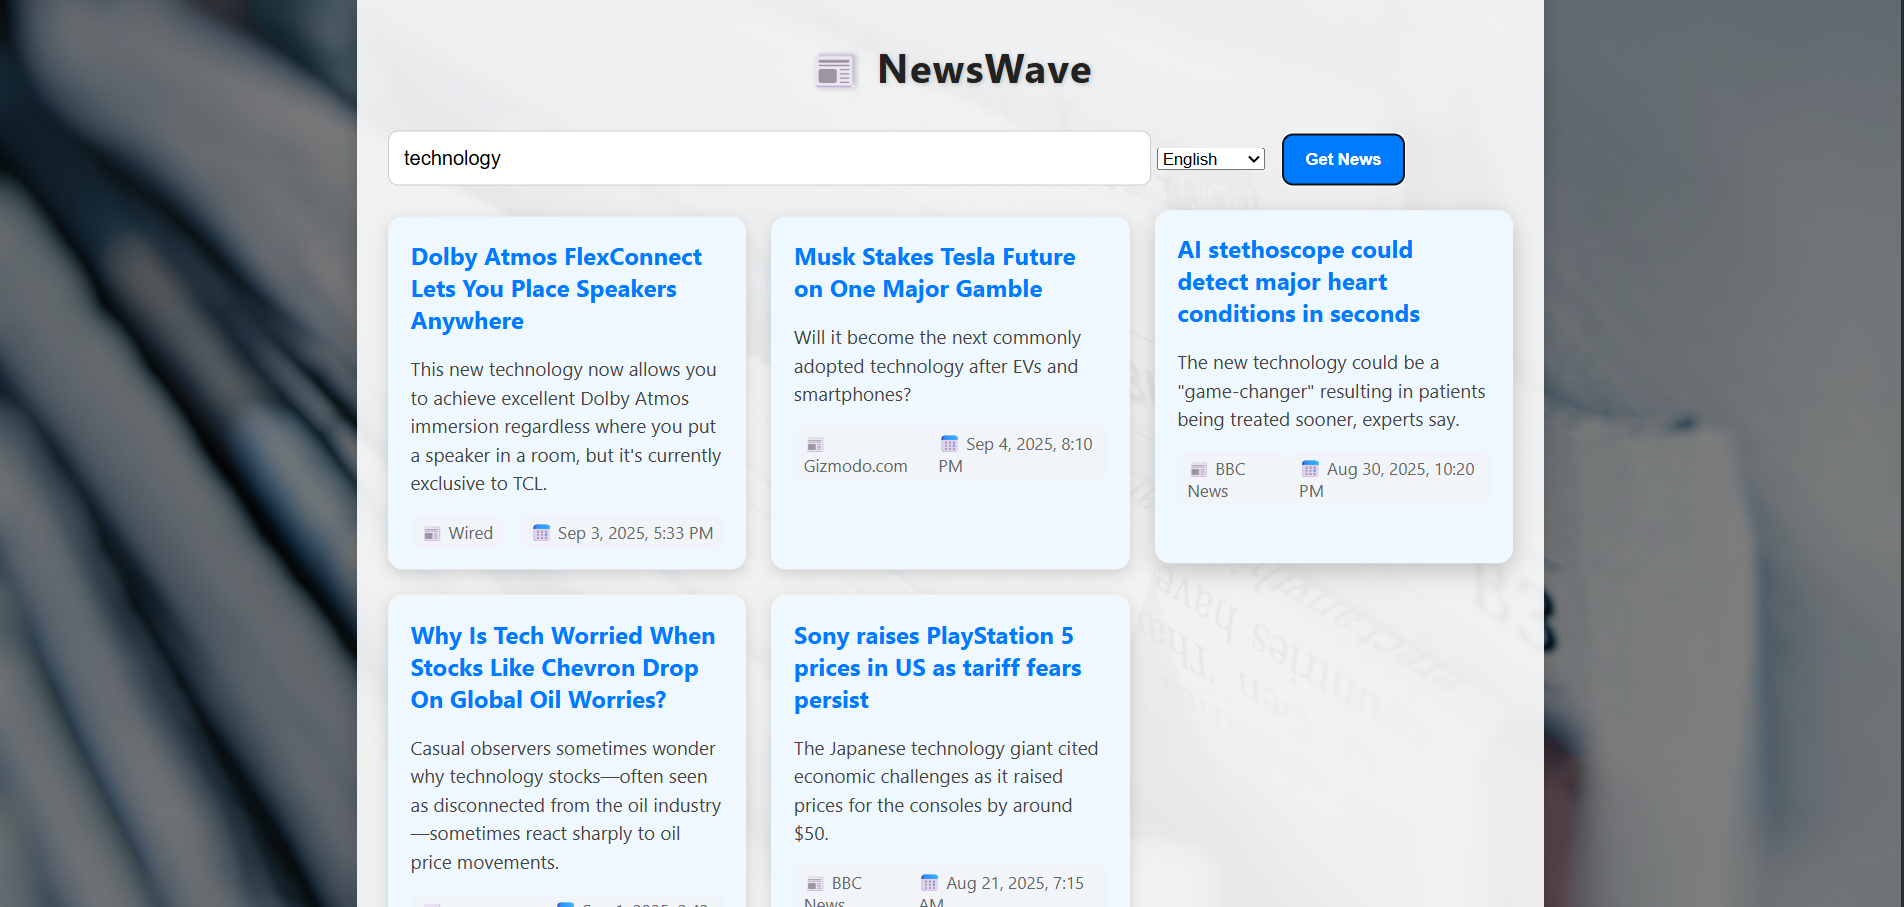 NewsWave
technology
English
Get News
Dolby Atmos FlexConnect
Lets You Place Speakers
Anywhere
This new technology now allows you
to achieve excellent Dolby Atmos
immersion regardless where you put
a speaker in a room, but it's currently
exclusive to TCL.
Wired
Sep 3, 2025, 5:33 PM
Musk Stakes Tesla Future
on One Major Gamble
Will it become the next commonly
adopted technology after EVs and
smartphones?
Gizmodo.com
Sep 4, 2025, 8:10
PM
AI stethoscope could
detect major heart
conditions in seconds
The new technology could be a
"game-changer" resulting in patients
being treated sooner, experts say.
BBC
News
Aug 30, 2025, 10:20
PM
Why Is Tech Worried When
Stocks Like Chevron Drop
On Global Oil Worries?
Casual observers sometimes wonder
why technology stocks—often seen
as disconnected from the oil industry
—sometimes react sharply to oil
price movements.
Sony raises PlayStation 5
prices in US as tariff fears
persist
The Japanese technology giant cited
economic challenges as it raised
prices for the consoles by around
$50.
BBC
News
Aug 21, 2025, 7:15
AM
countries have